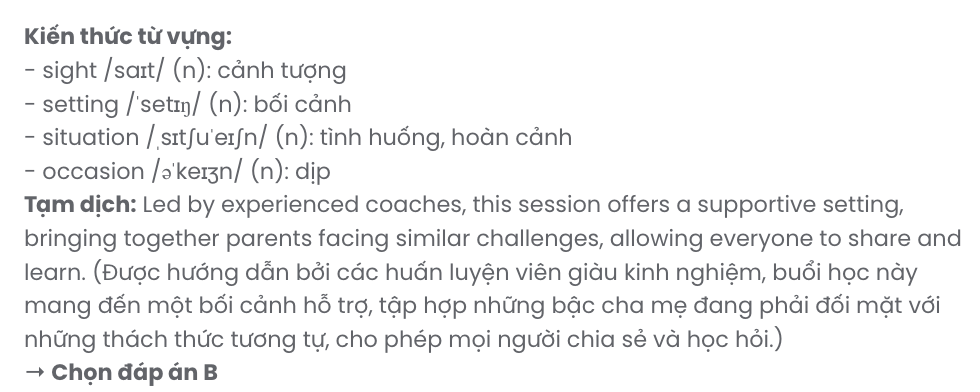 Kiến thức từ vựng:
- sight /saɪt/ (n): cảnh tượng
- setting /ˈsetɪŋ/ (n): bối cảnh
- situation /ˌsɪtʃuˈeɪʃn/ (n): tình huống, hoàn cảnh
- occasion /əˈkeɪʒn/ (n): dịp
Tạm dịch: Led by experienced coaches, this session offers a supportive setting,
bringing together parents facing similar challenges, allowing everyone to share and
learn. (Được hướng dẫn bởi các huấn luyện viên giàu kinh nghiệm, buổi học này
mang đến một bối cảnh hỗ trợ, tập hợp những bậc cha mẹ đang phải đối mặt với
những thách thức tương tự, cho phép mọi người chia sẻ và học hỏi.)
→ Chọn đáp án B